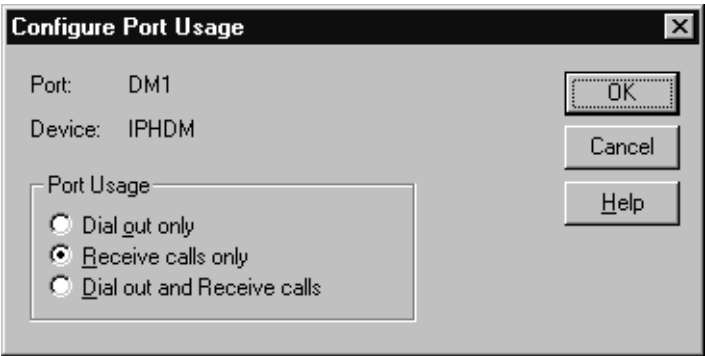 Configure Port Usage
Port: DM1
Device: IPHDM
OK
Cancel
Help
Port Usage
Dial out only
Receive calls only
Dial out and Receive calls